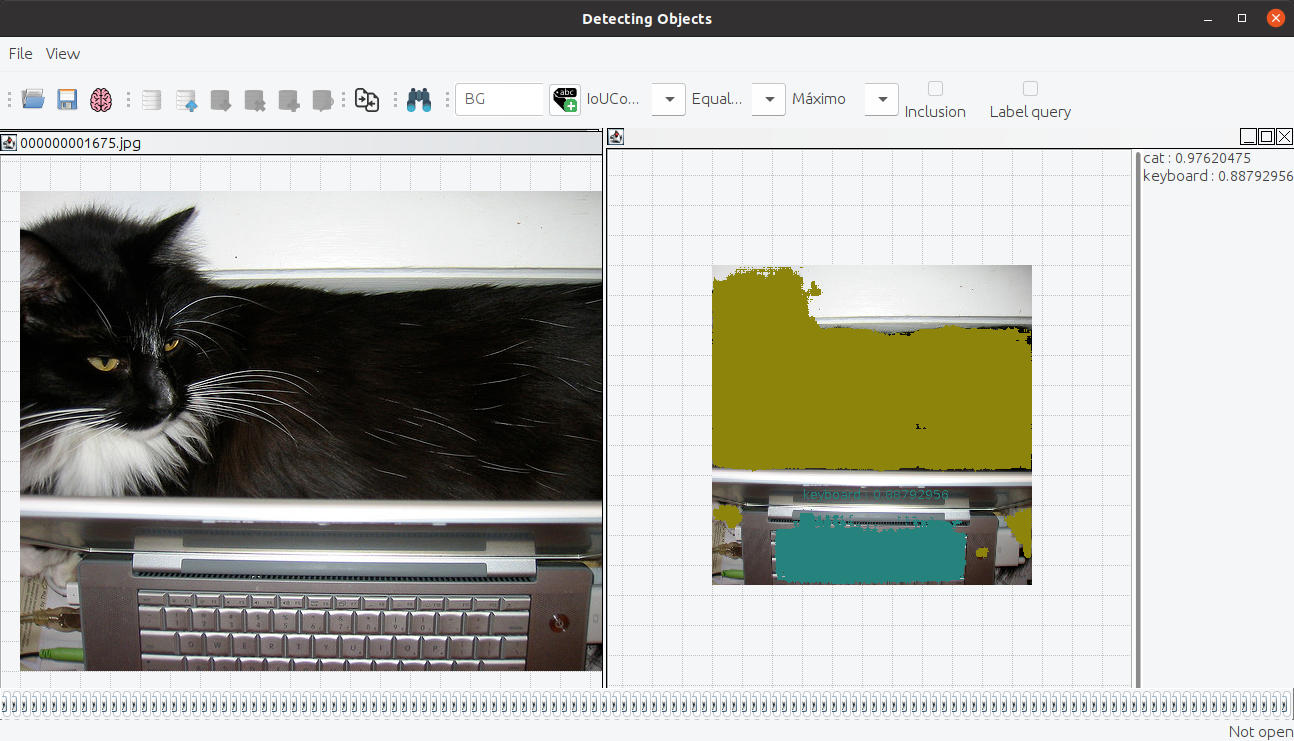 Detecting Objects
File View
BG
abc
IoUCo...
Equal...
Máximo
Inclusion
Label query
000000001675.jpg
cat : 0.97620475
keyboard : 0.88792956
keyboard : 0.88792956
Not open